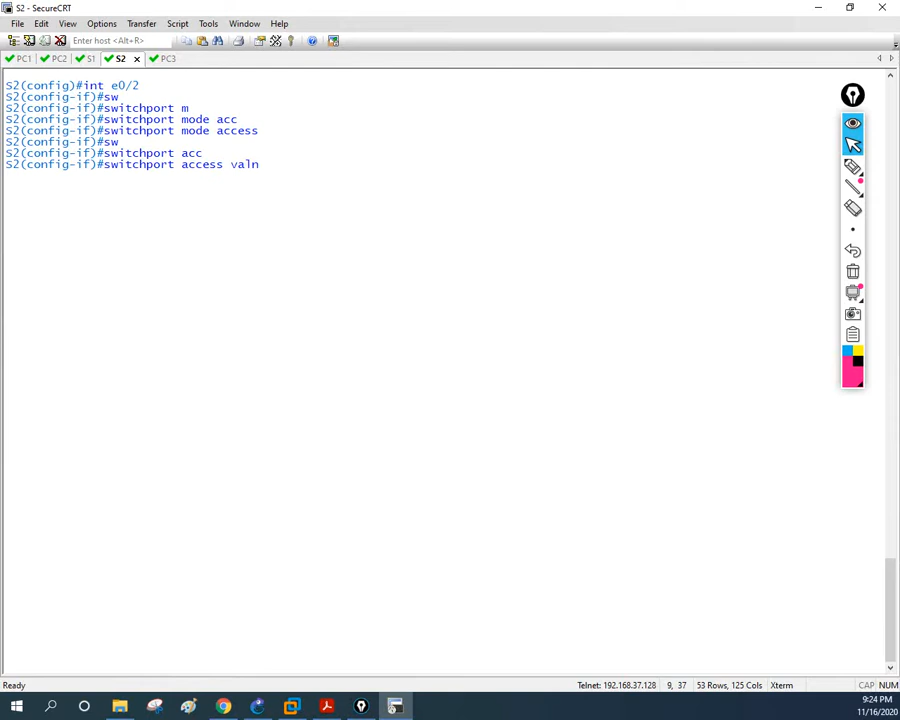 S2 - SecureCRT
File Edit View Options Transfer Script Tools Window Help
Enter host <Alt+R>
PC1 PC2 S1 S2 PC3
S2(config)#int e0/2
S2(config-if)#sw
S2(config-if)#switchport m
S2(config-if)#switchport mode acc
S2(config-if)#switchport mode access
S2(config-if)#sw
S2(config-if)#switchport acc
S2(config-if)#switchport access valn
Ready Telnet: 192.168.37.128 9, 37 53 Rows, 125 Cols Xterm CAP NUM
9:24 PM
11/16/2020